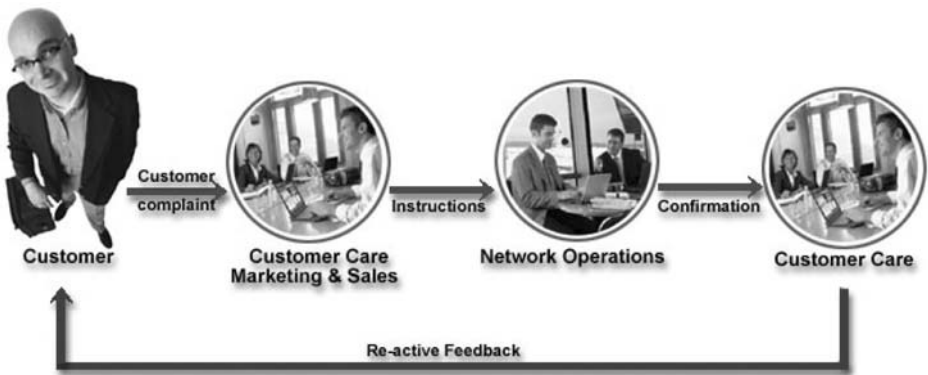 Customer
complaint
Instructions
Confirmation
Customer
Customer Care
Marketing & Sales
Network Operations
Customer Care
Re-active Feedback